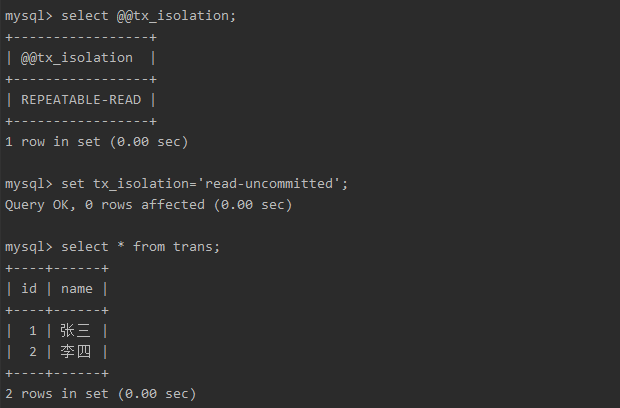 mysql> select @@tx_isolation;
+-----------------+
| @@tx_isolation  |
+-----------------+
| REPEATABLE-READ |
+-----------------+
1 row in set (0.00 sec)

mysql> set tx_isolation='read-uncommitted';
Query OK, 0 rows affected (0.00 sec)

mysql> select * from trans;
+----+------+
| id | name |
+----+------+
|  1 | 张三 |
|  2 | 李四 |
+----+------+
2 rows in set (0.00 sec)